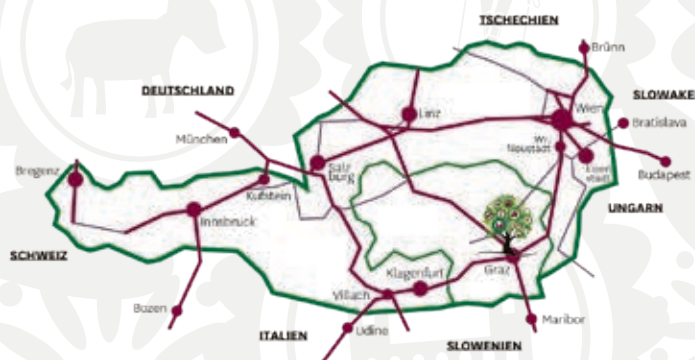 TSCHECHIEN
Brünn
DEUTSCHLAND
SLOWAKE
Linz
Wien
Bratislava
München
Wr.
Neustadt
Salz
burg
Eisen
stadt
Budapest
Bregenz
Kufstein
UNGARN
Innsbruck
SCHWEIZ
Graz
Klagenfurt
Villach
Bozen
Maribor
Udine
ITALIEN
SLOWENIEN